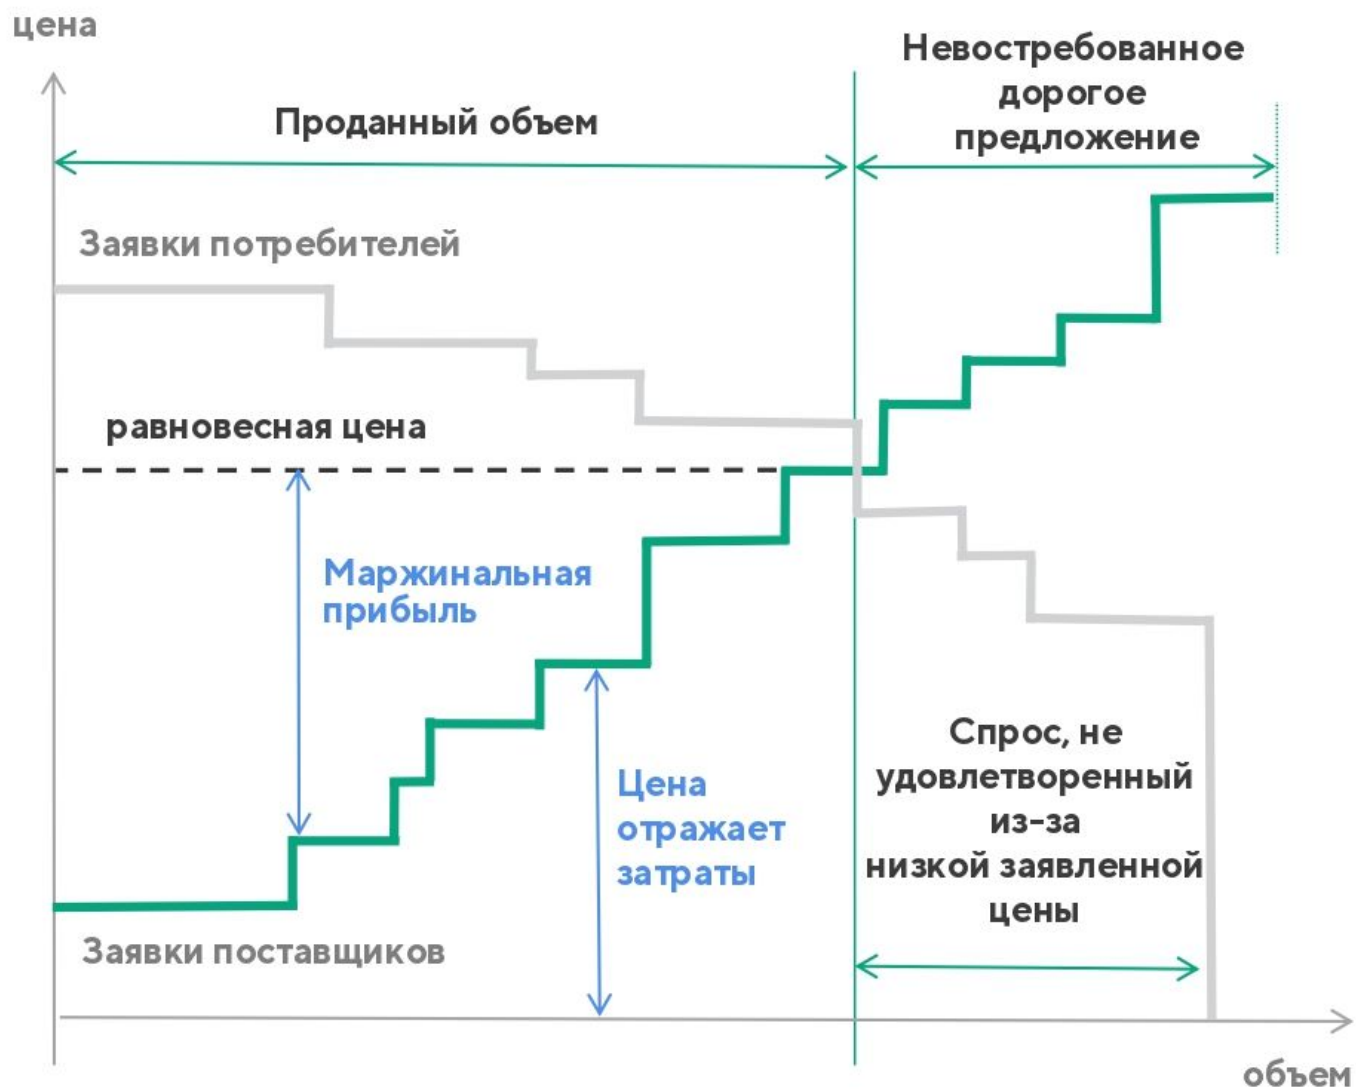 цена
Невостребованное
дорогое
предложение
Проданный объем
Заявки потребителей
равновесная цена
Маржинальная
прибыль
Цена
отражает
затраты
Спрос, не
удовлетворенный
из-за
низкой заявленной
цены
Заявки поставщиков
объем